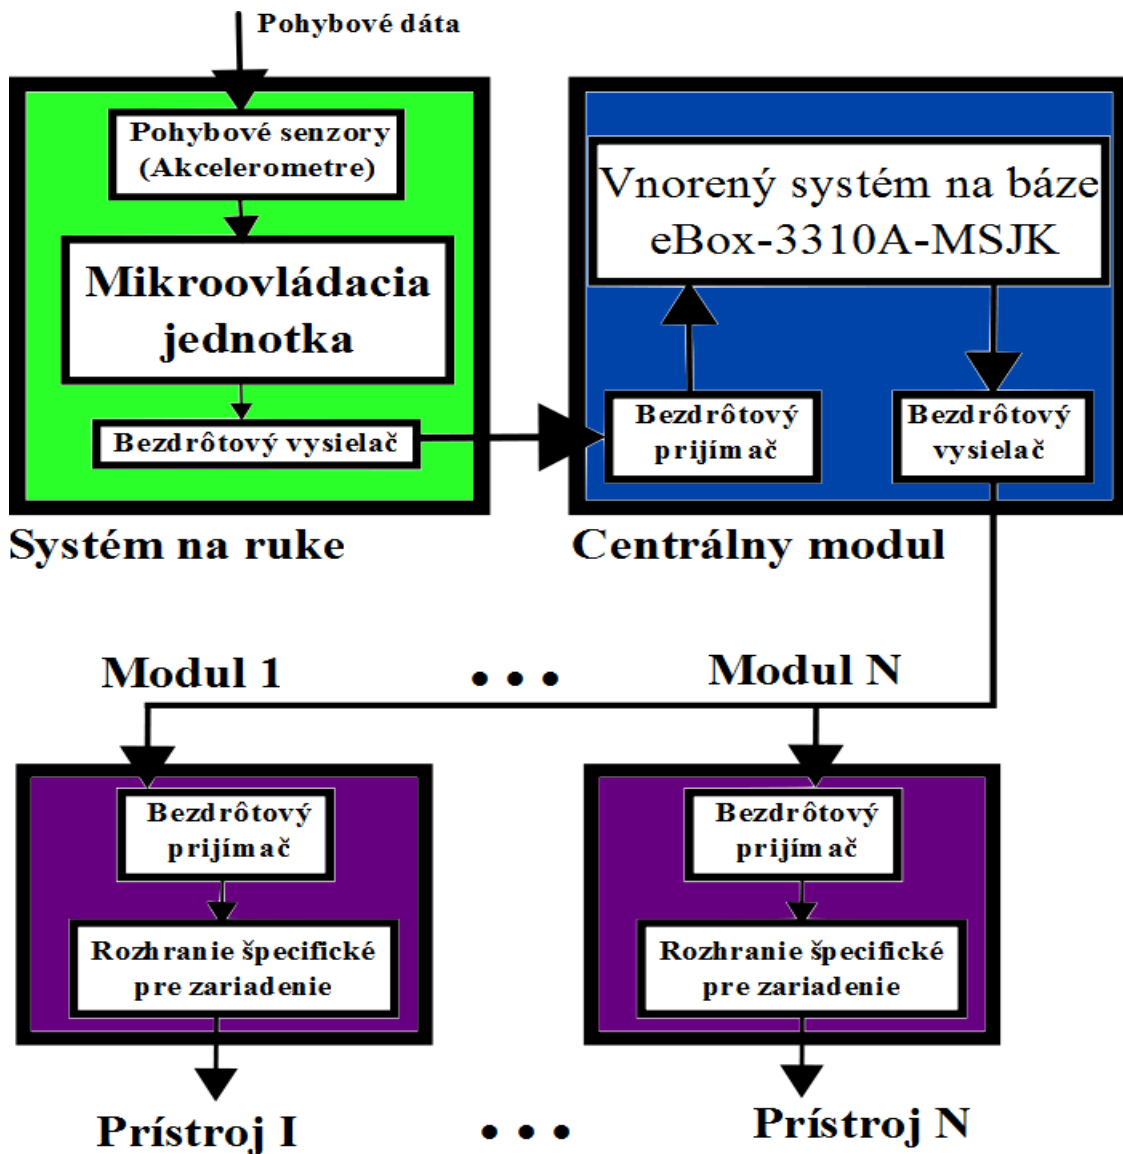 Pohybové dáta
Pohybové senzory
(Akcelerometre)
Mikroovládacia
jednotka
Bezdrôtový vysielač
Systém na ruke
Vnorený systém na báze
eBox-3310A-MSJK
Bezdrôtový
prijímač
Bezdrôtový
vysielač
Centrálny modul
Modul 1
• • •
Modul N
Bezdrôtový
prijímač
Rozhranie špecifické
pre zariadenie
Bezdrôtový
prijímač
Rozhranie špecifické
pre zariadenie
Prístroj I
• • •
Prístroj N